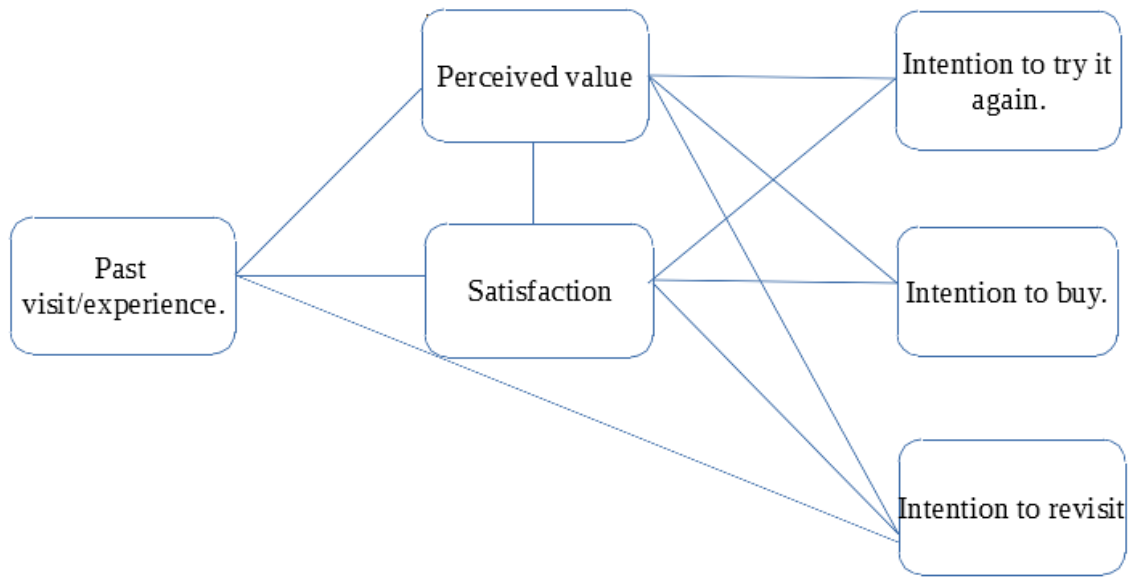 Perceived value
Intention to try it
again.
Past
visit/experience.
Satisfaction
Intention to buy.
Intention to revisit